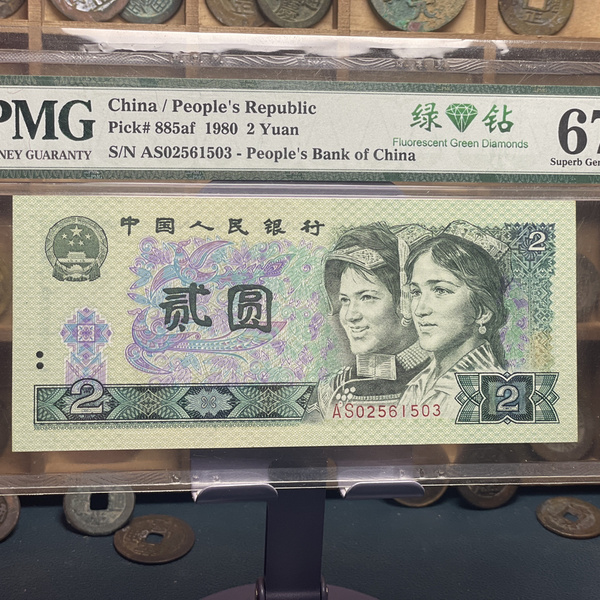 PMG
NEY GUARANTY
China / People's Republic
Pick# 885af 1980 2 Yuan
S/N AS02561503 - People's Bank of China
绿 钻
Fluorescent Green Diamonds
67
Superb Ge
中国人民银行
2
贰圆
2
AS02561503
2